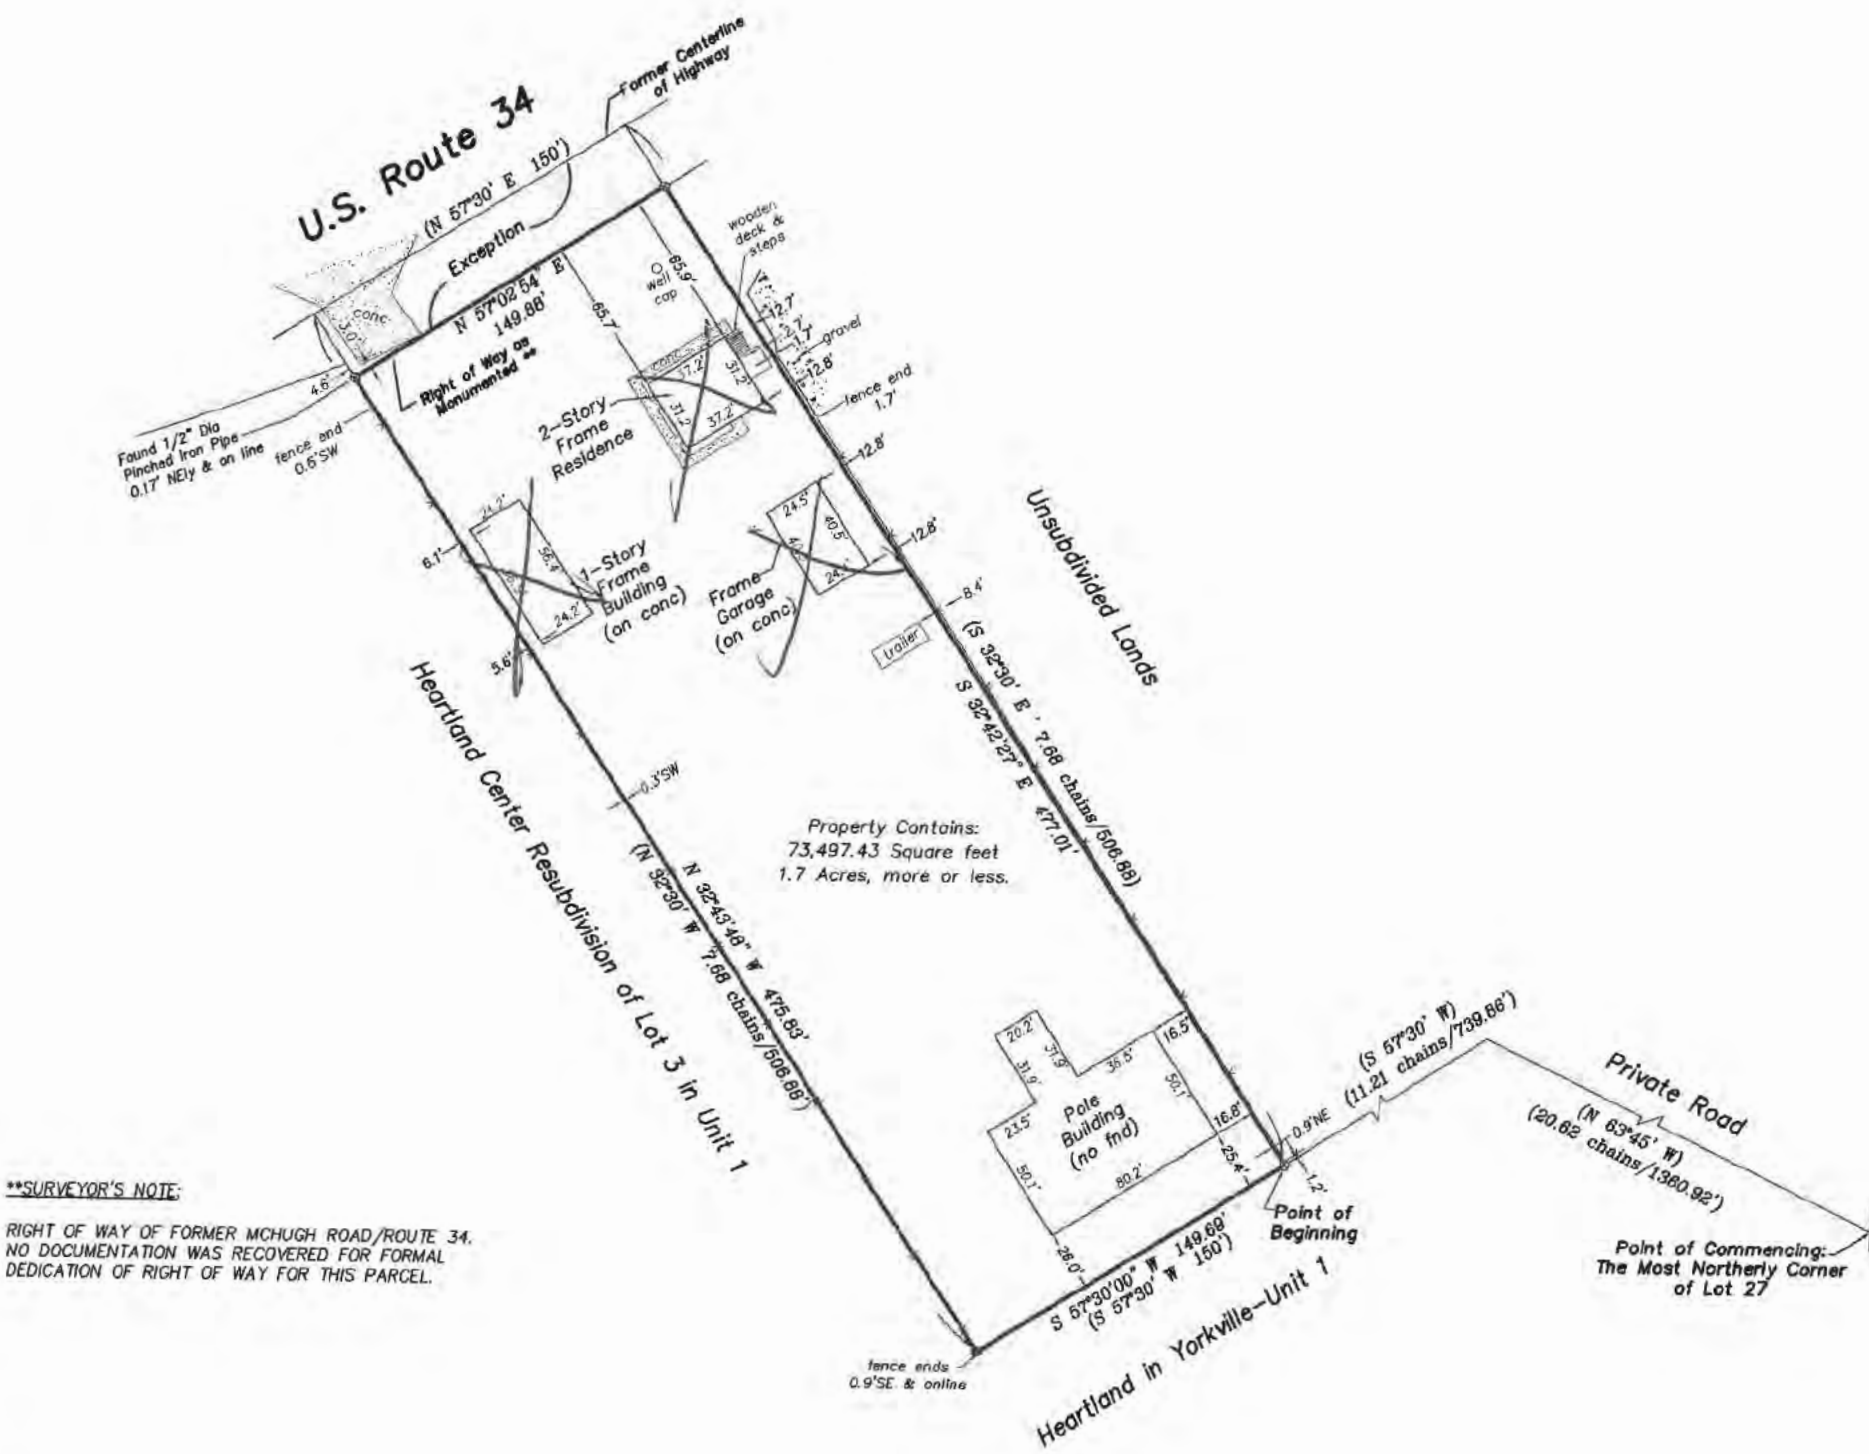 Former Centerline
of Highway
U.S. Route 34
(N 57°30' E 150')
Exception
N 57°02'54" E
149.88'
conc
3.0'
4.6'
Right of Way as
Monumented **
Found 1/2" Dia
Pinched Iron Pipe
0.17' NEly & on line
fence end
0.6'SW
wooden
deck &
steps
65.9'
well
cap
65.7'
12.7'
1.7'
gravel
12.8'
fence end
1.7'
conc
37.2'
31.2'
31.2'
37.2'
2-Story
Frame
Residence
12.8'
24.5'
40.5'
12.8'
Frame
Garage
(on conc)
24.2'
56.4'
24.2'
6.1'
5.6'
1-Story
Frame
Building
(on conc)
8.4'
trailer
Unsubdivided Lands
(S 32°30' E 7.68 chains/506.88)
S 32°42'27" E 477.01'
Heartland Center Resubdivision of Lot 3 in Unit 1
0.3'SW
N 32°43'48" W 475.83'
(N 32°30' W 7.68 chains/506.88')
Property Contains:
73,497.43 Square feet
1.7 Acres, more or less.
20.2'
31.9'
31.9'
36.5'
16.5'
23.5'
50.1'
50.1'
16.8'
Pole
Building
(no fnd)
80.2'
25.4'
26.0'
0.9'NE
1.2'
(S 57°30' W)
(11.21 chains/739.86')
Private Road
(N 63°45' W)
(20.62 chains/1360.92')
Point of
Beginning
Point of Commencing:
The Most Northerly Corner
of Lot 27
S 57°30'00" W 149.69'
(S 57°30' W 150')
Heartland in Yorkville-Unit 1
fence ends
0.9'SE & online
**SURVEYOR'S NOTE:
RIGHT OF WAY OF FORMER MCHUGH ROAD/ROUTE 34.
NO DOCUMENTATION WAS RECOVERED FOR FORMAL
DEDICATION OF RIGHT OF WAY FOR THIS PARCEL.